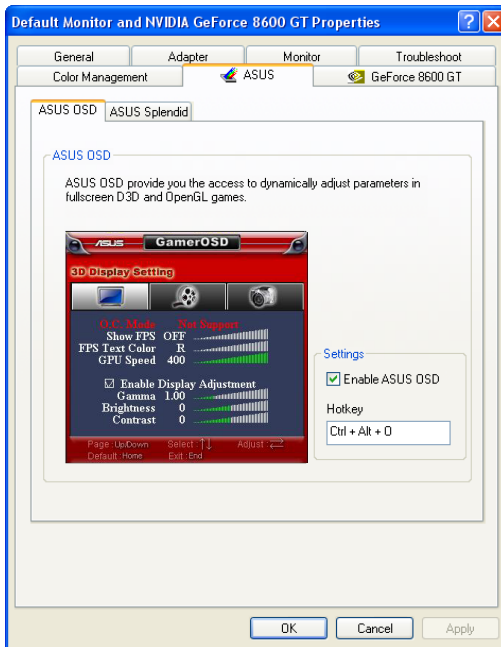 Default Monitor and NVIDIA GeForce 8600 GT Properties
General Adapter Monitor Troubleshoot
Color Management ASUS GeForce 8600 GT
ASUS OSD ASUS Splendid
ASUS OSD
ASUS OSD provide you the access to dynamically adjust parameters in
fullscreen D3D and OpenGL games.
ASUS GamerOSD
3D Display Setting
O.C. Mode Not Support
Show FPS OFF
FPS Text Color R
GPU Speed 400
Enable Display Adjustment
Gamma 1.00
Brightness 0
Contrast 0
Page :Up/Down Select :↑↓ Adjust :⇄
Default :Home Exit :End
Settings
Enable ASUS OSD
Hotkey
Ctrl + Alt + O
OK Cancel Apply